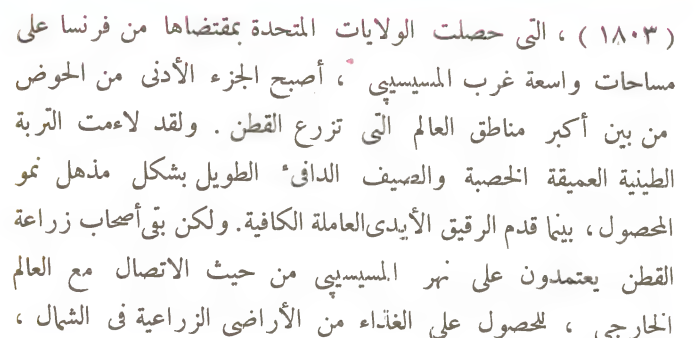 ( ١٨٠٣ ) ، التى حصلت الولايات المتحدة بمقتضاها من فرنسا على
مساحات واسعة غرب المسيسيبى ، أصبح الجزء الأدنى من الحوض
من بين أكبر مناطق العالم التى تزرع القطن . ولقد لاءمت التربة
الطينية العميقة الخصبة والصيف الدافىء الطويل بشكل مذهل نمو
المحصول ، بينما قدم الرقيق الأيدى العاملة الكافية . ولكن بقى أصحاب زراعة
القطن يعتمدون على نهر المسيسيبى من حيث الاتصال مع العالم
الخارجى ، للحصول على الغذاء من الأراضى الزراعية فى الشمال ،